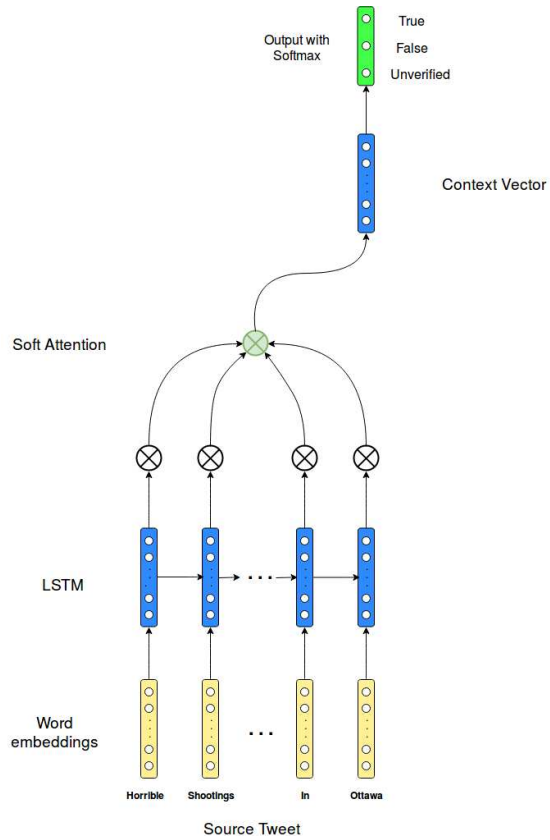 True
Output with
Softmax
False
Unverified
Context Vector
Soft Attention
LSTM
Word
embeddings
Horrible Shootings In Ottawa
Source Tweet